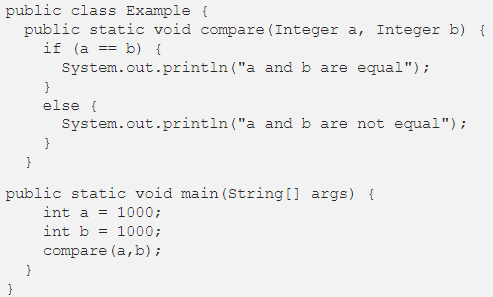 public class Example {
  public static void compare(Integer a, Integer b) {
    if (a == b) {
      System.out.println("a and b are equal");
    }
    else {
      System.out.println("a and b are not equal");
    }
  }
public static void main(String[] args) {
    int a = 1000;
    int b = 1000;
    compare(a,b);
  }
}